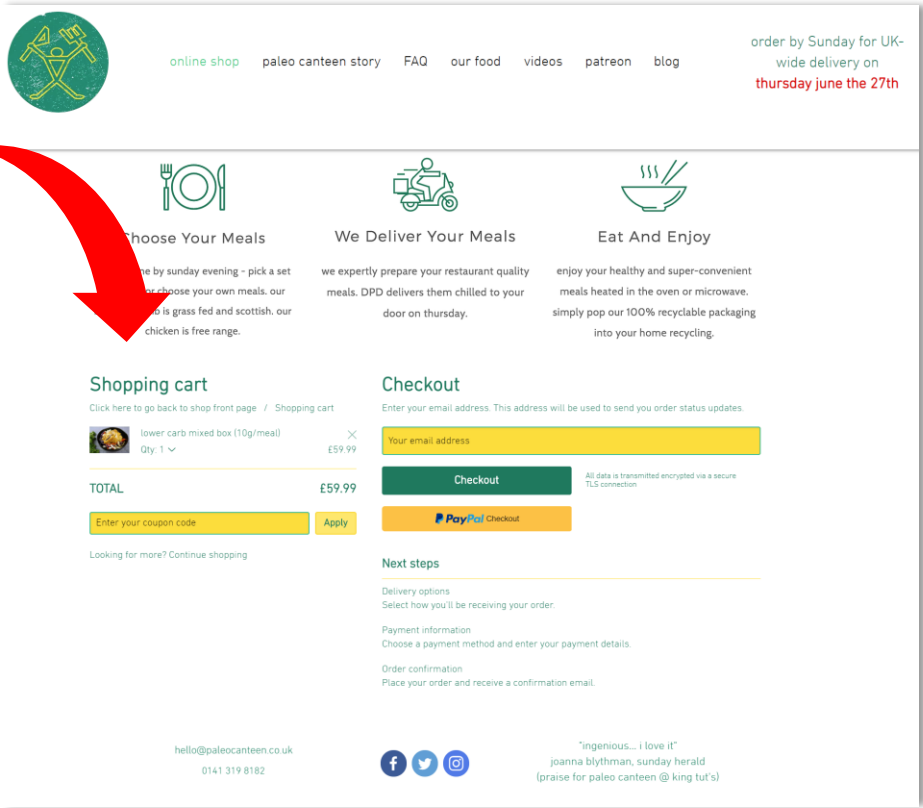 online shop paleo canteen story FAQ our food videos patreon blog
order by Sunday for UK-
wide delivery on
thursday june the 27th
hoose Your Meals
ne by sunday evening - pick a set
or choose your own meals. our
is grass fed and scottish. our
chicken is free range.
We Deliver Your Meals
we expertly prepare your restaurant quality
meals. DPD delivers them chilled to your
door on thursday.
Eat And Enjoy
enjoy your healthy and super-convenient
meals heated in the oven or microwave.
simply pop our 100% recyclable packaging
into your home recycling.
Shopping cart
Click here to go back to shop front page / Shopping cart
lower carb mixed box (10g/meal)
Qty: 1 £59.99
TOTAL £59.99
Enter your coupon code Apply
Looking for more? Continue shopping
Checkout
Enter your email address. This address will be used to send you order status updates.
Your email address
Checkout
All data is transmitted encrypted via a secure
TLS connection
PayPal Checkout
Next steps
Delivery options
Select how you'll be receiving your order.
Payment information
Choose a payment method and enter your payment details.
Order confirmation
Place your order and receive a confirmation email.
hello@paleocanteen.co.uk
0141 319 8182
"ingenious... i love it"
joanna blythman, sunday herald
(praise for paleo canteen @ king tut's)